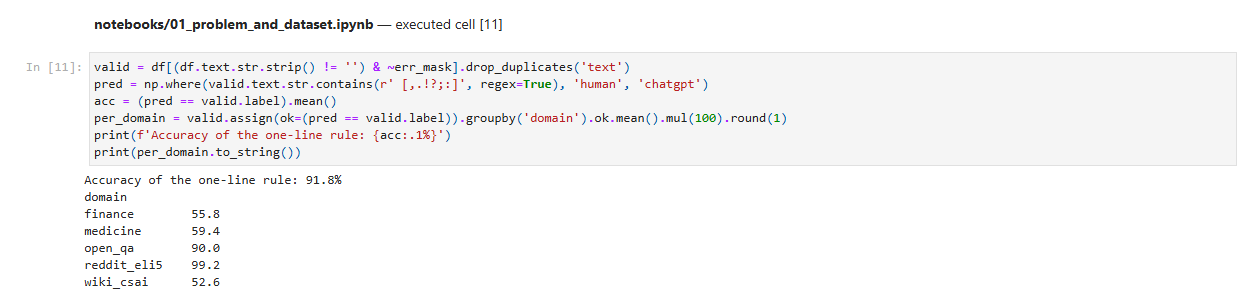 notebooks/01_problem_and_dataset.ipynb — executed cell [11]
In [11]: valid = df[(df.text.str.strip() != '') & ~err_mask].drop_duplicates('text')
pred = np.where(valid.text.str.contains(r' [,.!?;:]', regex=True), 'human', 'chatgpt')
acc = (pred == valid.label).mean()
per_domain = valid.assign(ok=(pred == valid.label)).groupby('domain').ok.mean().mul(100).round(1)
print(f'Accuracy of the one-line rule: {acc:.1%}')
print(per_domain.to_string())
Accuracy of the one-line rule: 91.8%
domain
finance 55.8
medicine 59.4
open_qa 90.0
reddit_eli5 99.2
wiki_csai 52.6